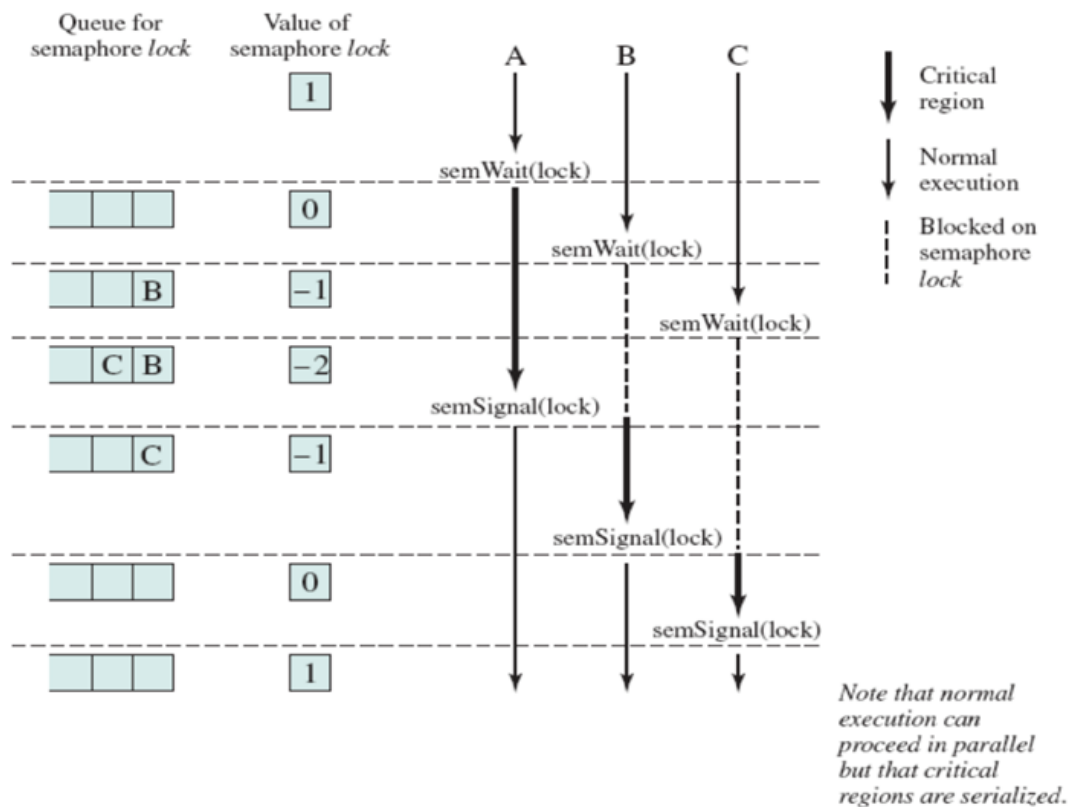 Queue for
semaphore lock
Value of
semaphore lock
A
B
C
1
Critical
region
Normal
execution
Blocked on
semaphore
lock
semWait(lock)
0
semWait(lock)
B
−1
semWait(lock)
C B
−2
semSignal(lock)
C
−1
semSignal(lock)
0
semSignal(lock)
1
Note that normal
execution can
proceed in parallel
but that critical
regions are serialized.